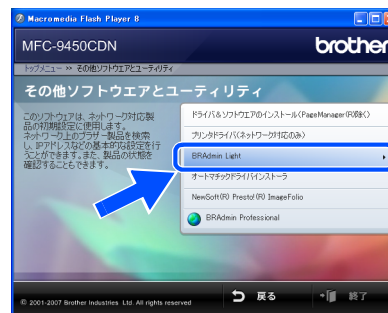 Macromedia Flash Player 8
MFC-9450CDN
brother
トップメニュー >> その他ソフトウエアとユーティリティ
その他ソフトウエアとユーティリティ
このソフトウエアは、ネットワーク対応製
品の初期設定に使用します。
ネットワーク上のブラザー製品を検索
し、IPアドレスなどの基本的な設定を行
うことができます。また、製品の状態を
確認することもできます。
ドライバ＆ソフトウエアのインストール(PageManager(R)除く)
プリンタドライバ(ネットワーク対応のみ)
BRAdmin Light
オートマチックドライバインストーラ
NewSoft(R) Presto!(R) ImageFolio
BRAdmin Professional
© 2001-2007 Brother Industries. Ltd. All rights reserved
戻る
終了